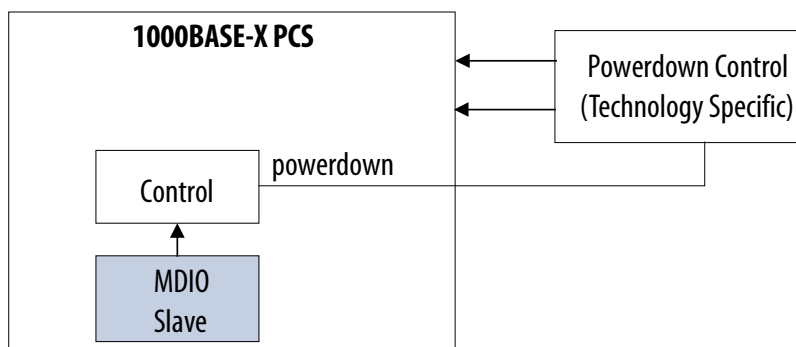 1000BASE-X PCS
Powerdown Control
(Technology Specific)
powerdown
Control
MDIO
Slave